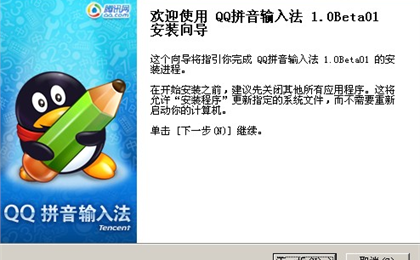 腾讯网
QQ.com
QQ 拼音输入法
Tencent
欢迎使用 QQ拼音输入法 1.0Beta01
安装向导
这个向导将指引你完成 QQ拼音输入法 1.0Beta01 的安
装进程。
在开始安装之前，建议先关闭其他所有应用程序。这将
允许“安装程序”更新指定的系统文件，而不需要重新
启动你的计算机。
单击 [下一步(N)] 继续。